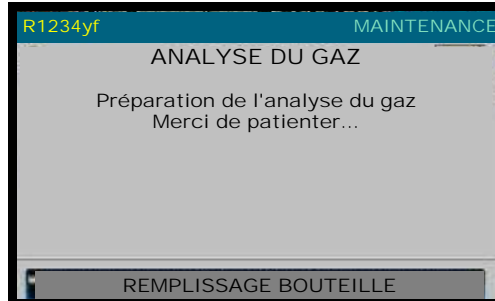 R1234yf MAINTENANCE
ANALYSE DU GAZ
Préparation de l'analyse du gaz
Merci de patienter...
REMPLISSAGE BOUTEILLE